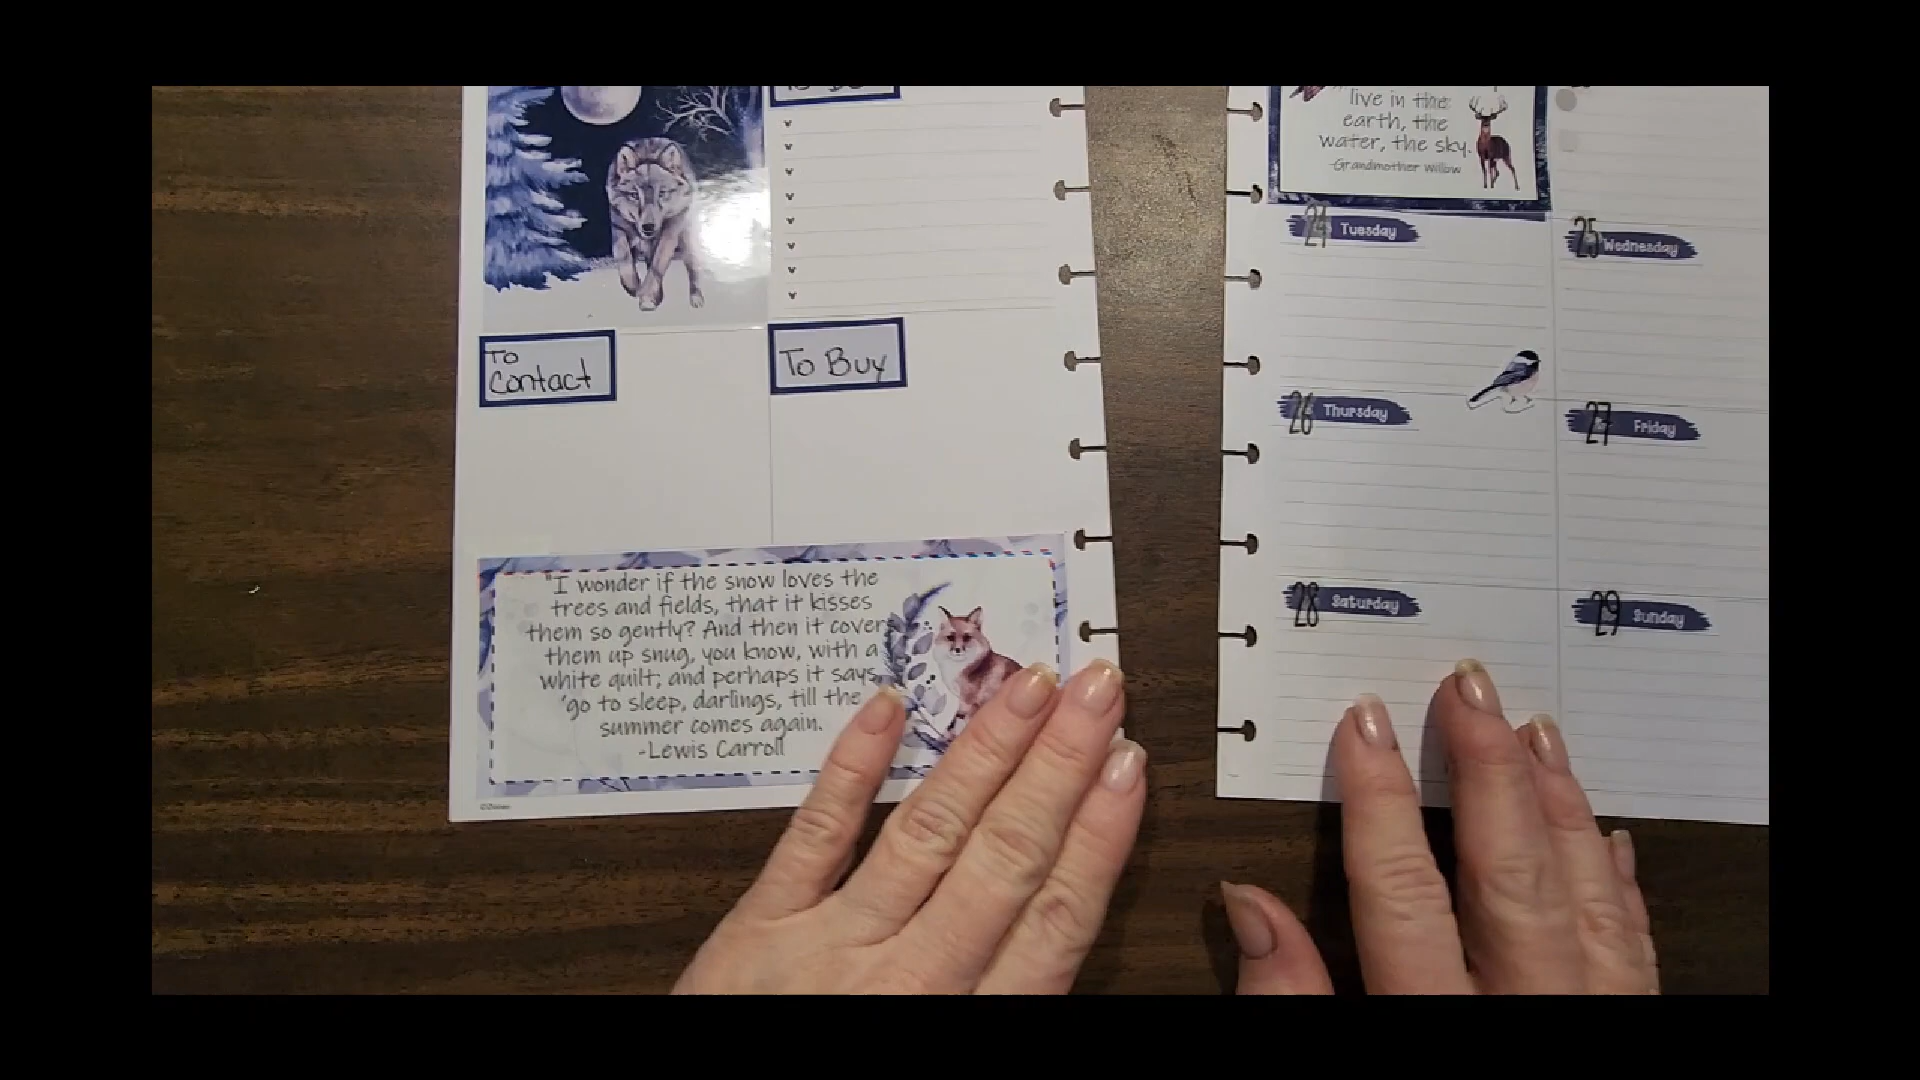 To Do
To
Contact
To Buy
"I wonder if the snow loves the
trees and fields, that it kisses
them so gently? And then it covers
them up snug, you know, with a
white quilt; and perhaps it says,
'go to sleep, darlings, till the
summer comes again.
-Lewis Carroll
live in the
earth, the
water, the sky.
-Grandmother Willow
24 Tuesday
25 Wednesday
26 Thursday
27 Friday
28 Saturday
29 Sunday